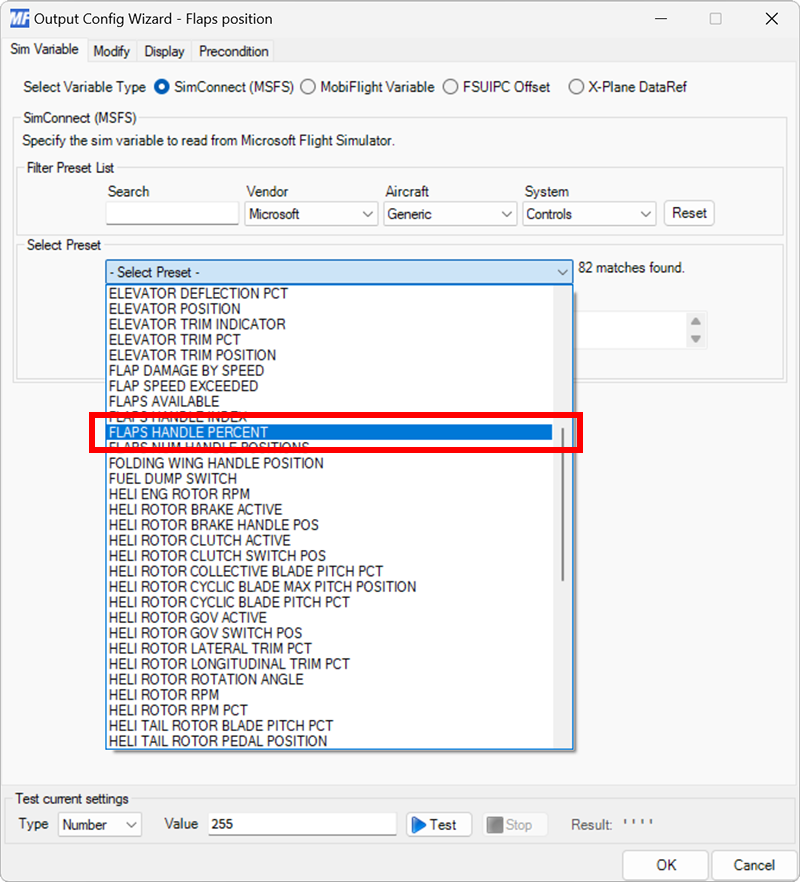 MF Output Config Wizard - Flaps position
Sim Variable Modify Display Precondition
Select Variable Type SimConnect (MSFS) MobiFlight Variable FSUIPC Offset X-Plane DataRef
SimConnect (MSFS)
Specify the sim variable to read from Microsoft Flight Simulator.
Filter Preset List
Search Vendor Aircraft System
Microsoft Generic Controls Reset
Select Preset
- Select Preset - 82 matches found.
ELEVATOR DEFLECTION PCT
ELEVATOR POSITION
ELEVATOR TRIM INDICATOR
ELEVATOR TRIM PCT
ELEVATOR TRIM POSITION
FLAP DAMAGE BY SPEED
FLAP SPEED EXCEEDED
FLAPS AVAILABLE
FLAPS HANDLE INDEX
FLAPS HANDLE PERCENT
FLAPS NUM HANDLE POSITIONS
FOLDING WING HANDLE POSITION
FUEL DUMP SWITCH
HELI ENG ROTOR RPM
HELI ROTOR BRAKE ACTIVE
HELI ROTOR BRAKE HANDLE POS
HELI ROTOR CLUTCH ACTIVE
HELI ROTOR CLUTCH SWITCH POS
HELI ROTOR COLLECTIVE BLADE PITCH PCT
HELI ROTOR CYCLIC BLADE MAX PITCH POSITION
HELI ROTOR CYCLIC BLADE PITCH PCT
HELI ROTOR GOV ACTIVE
HELI ROTOR GOV SWITCH POS
HELI ROTOR LATERAL TRIM PCT
HELI ROTOR LONGITUDINAL TRIM PCT
HELI ROTOR ROTATION ANGLE
HELI ROTOR RPM
HELI ROTOR RPM PCT
HELI TAIL ROTOR BLADE PITCH PCT
HELI TAIL ROTOR PEDAL POSITION
Test current settings
Type Number Value 255 Test Stop Result: ' ' ' '
OK Cancel